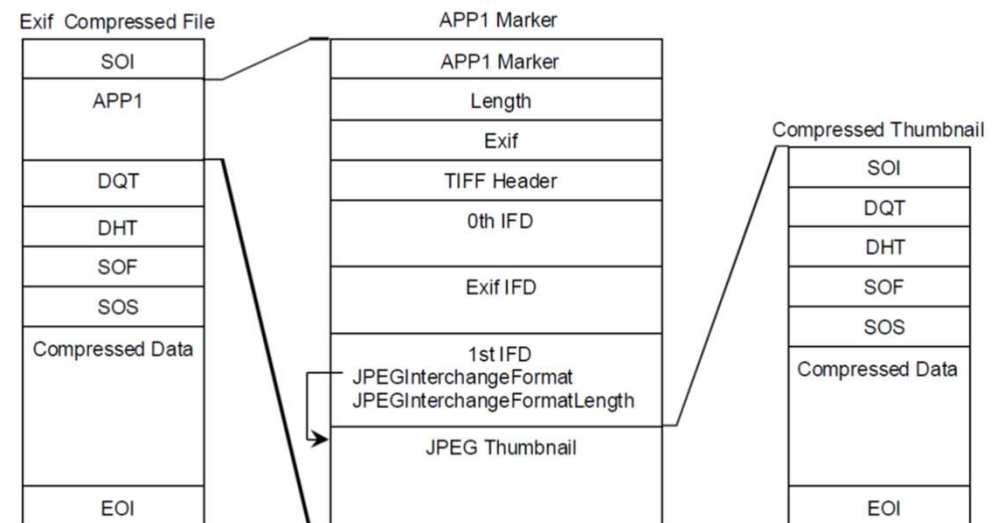 Exif Compressed File
SOI
APP1
DQT
DHT
SOF
SOS
Compressed Data
EOI
APP1 Marker
APP1 Marker
Length
Exif
TIFF Header
0th IFD
Exif IFD
1st IFD
JPEGInterchangeFormat
JPEGInterchangeFormatLength
JPEG Thumbnail
Compressed Thumbnail
SOI
DQT
DHT
SOF
SOS
Compressed Data
EOI